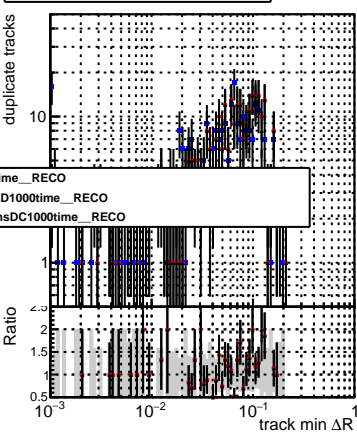 duplicate tracks
10
ime__RECO
D1000time__RECO
nsDC1000time__RECO
1
Ratio
2.5
2
1.5
1
0.5
10⁻³ 10⁻² 10⁻¹ 1
track min ΔR